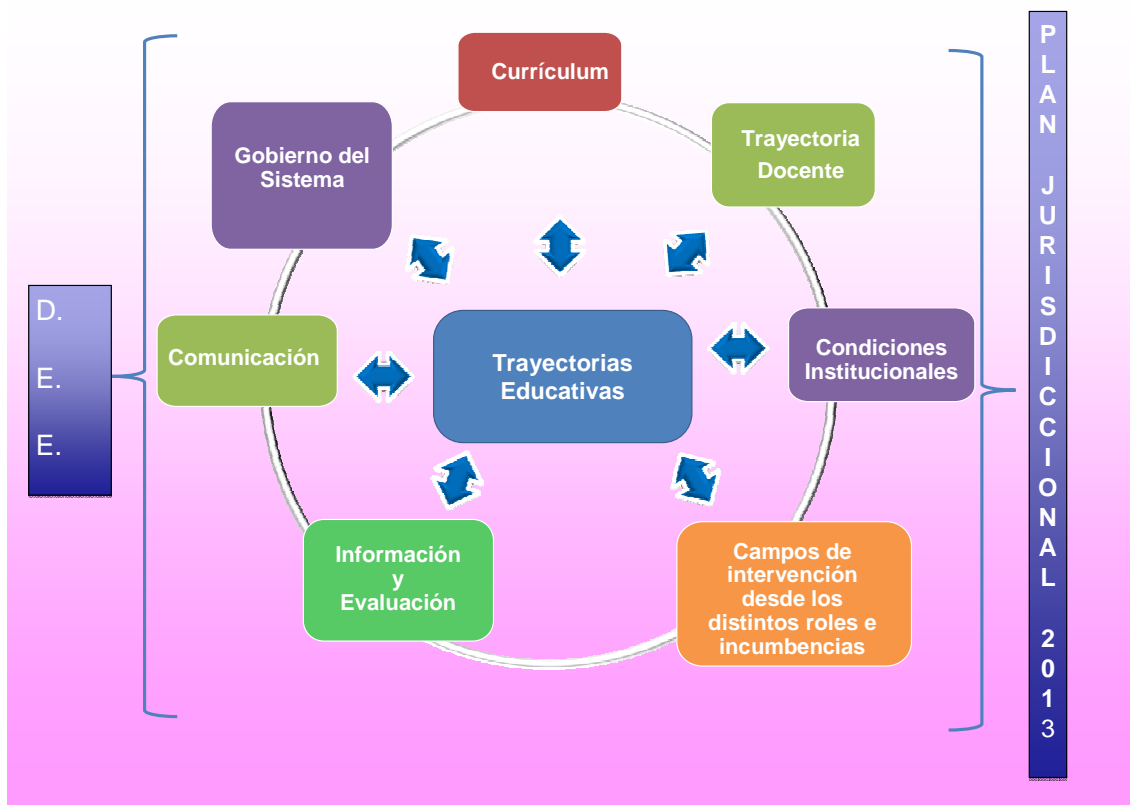 D.
E.
E.
Currículum
Gobierno del
Sistema
Trayectoria
Docente
Comunicación
Trayectorias
Educativas
Condiciones
Institucionales
Información
y
Evaluación
Campos de
intervención
desde los
distintos roles e
incumbencias
P
L
A
N
J
U
R
I
S
D
I
C
C
I
O
N
A
L
2
0
1
3